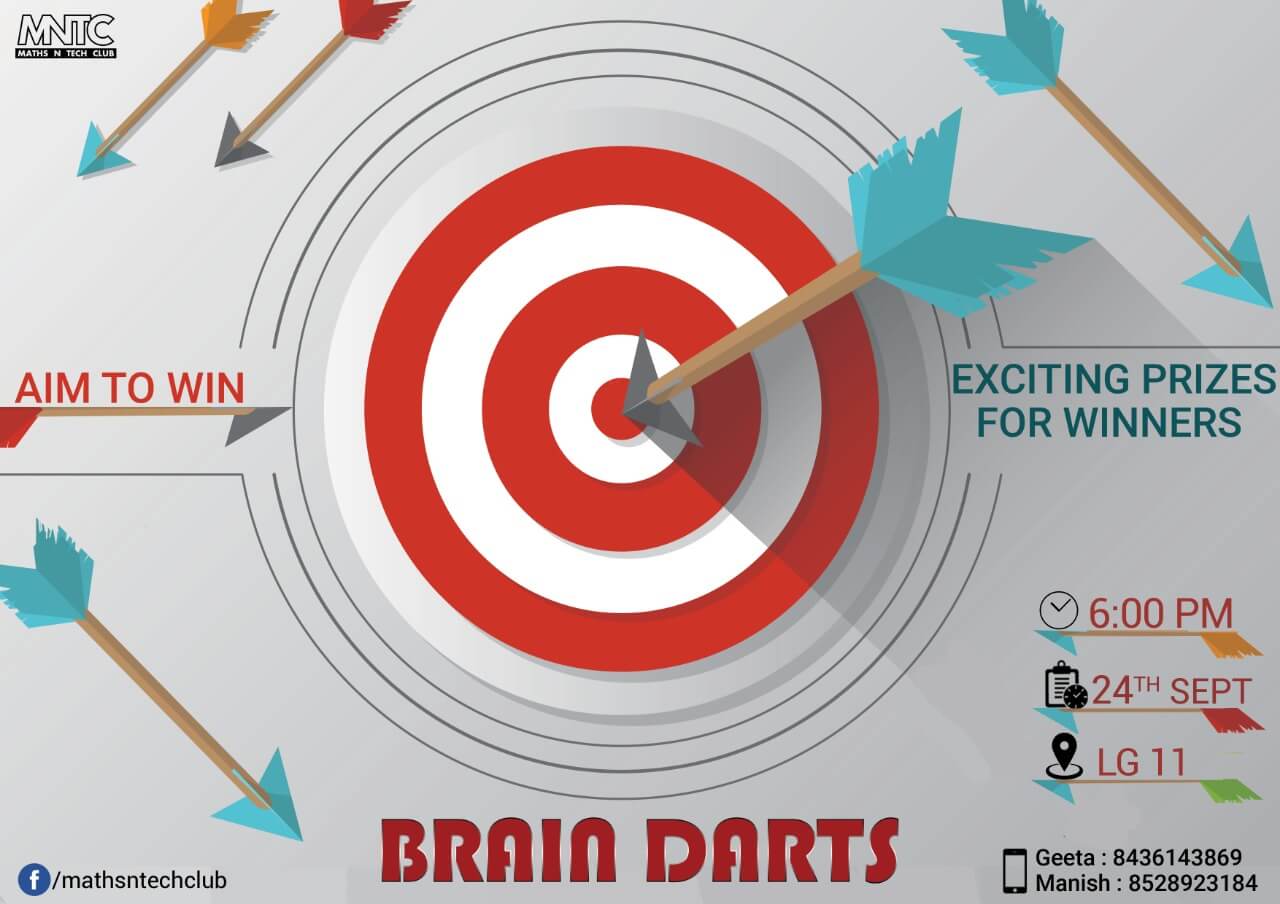 MNTC
MATHS N TECH CLUB
AIM TO WIN
EXCITING PRIZES
FOR WINNERS
6:00 PM
24TH SEPT
LG 11
BRAIN DARTS
f/mathsntechclub
Geeta : 8436143869
Manish : 8528923184